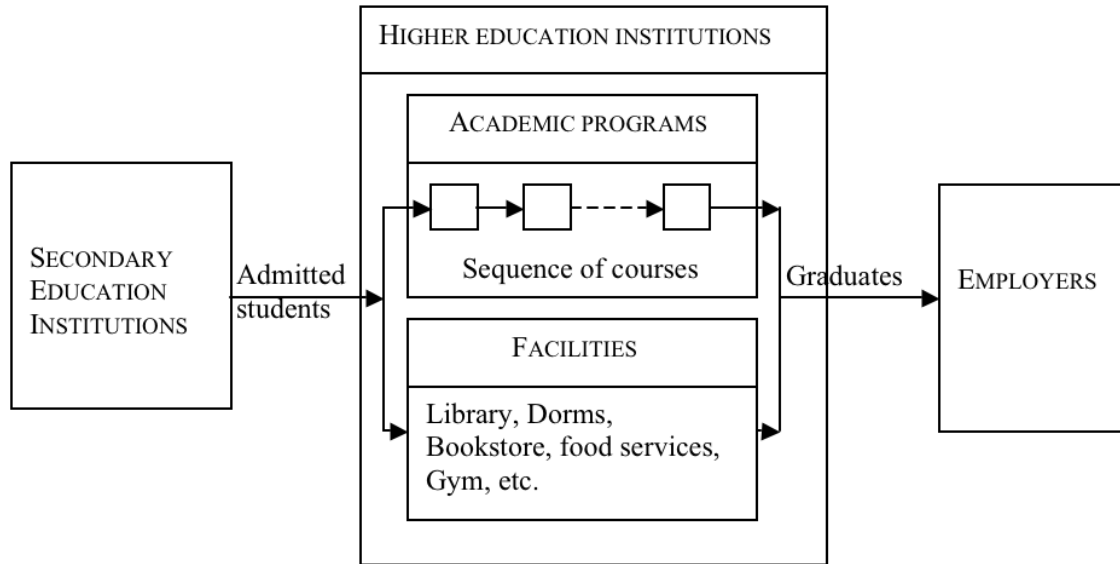 HIGHER EDUCATION INSTITUTIONS
ACADEMIC PROGRAMS
Sequence of courses
SECONDARY
EDUCATION
INSTITUTIONS
Admitted
students
Graduates
EMPLOYERS
FACILITIES
Library, Dorms,
Bookstore, food services,
Gym, etc.